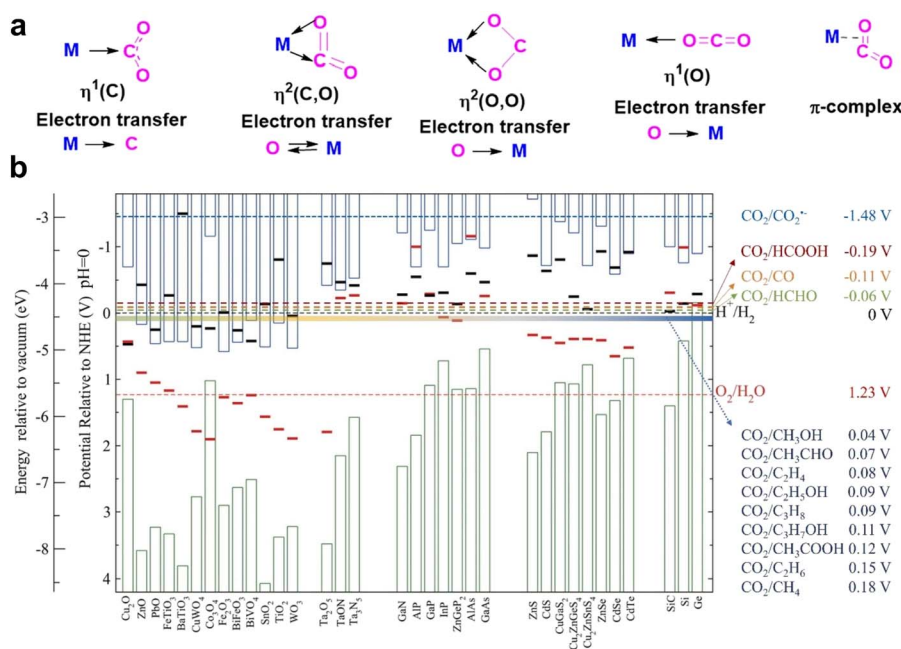 a
M C O O
M O C O
M O C O
M O=C=O
M O C O
η¹(C)
η²(C,O)
η²(O,O)
η¹(O)
π-complex
Electron transfer
Electron transfer
Electron transfer
Electron transfer
M → C
O ⇌ M
O → M
O → M
b
Energy relative to vacuum (eV)
-3
-4
-5
-6
-7
-8
Potential Relative to NHE (V) pH=0
-1
0
1
2
3
4
CO₂/CO₂•⁻ -1.48 V
CO₂/HCOOH -0.19 V
CO₂/CO -0.11 V
CO₂/HCHO -0.06 V
H⁺/H₂ 0 V
O₂/H₂O 1.23 V
CO₂/CH₃OH 0.04 V
CO₂/CH₃CHO 0.07 V
CO₂/C₂H₄ 0.08 V
CO₂/C₂H₅OH 0.09 V
CO₂/C₃H₈ 0.09 V
CO₂/C₃H₇OH 0.11 V
CO₂/CH₃COOH 0.12 V
CO₂/C₂H₆ 0.15 V
CO₂/CH₄ 0.18 V
Cu₂O
ZnO
PbO
FeTiO₃
BaTiO₃
CuWO₄
Co₃O₄
Fe₂O₃
BiFeO₃
BiVO₄
SnO₂
TiO₂
WO₃
Ta₂O₅
TaON
Ta₃N₅
GaN
AlP
GaP
InP
ZnGeP₂
AlAs
GaAs
ZnS
CdS
CuGaS₂
Cu₂ZnGeS₄
Cu₂ZnSnS₄
ZnSe
CdSe
CdTe
SiC
Si
Ge